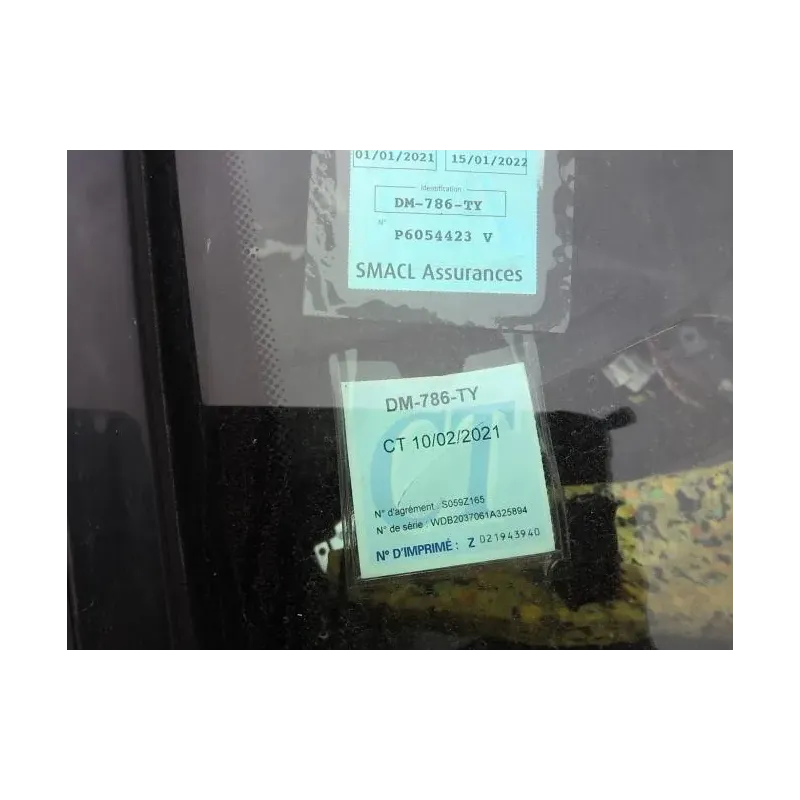 01/01/2021 15/01/2022
Identification
DM-786-TY
N°
P6054423 V
SMACL Assurances
DM-786-TY
CT
CT 10/02/2021
N° d'agrément : S059Z165
N° de série : WDB2037061A325894
N° D'IMPRIMÉ : Z 021943940